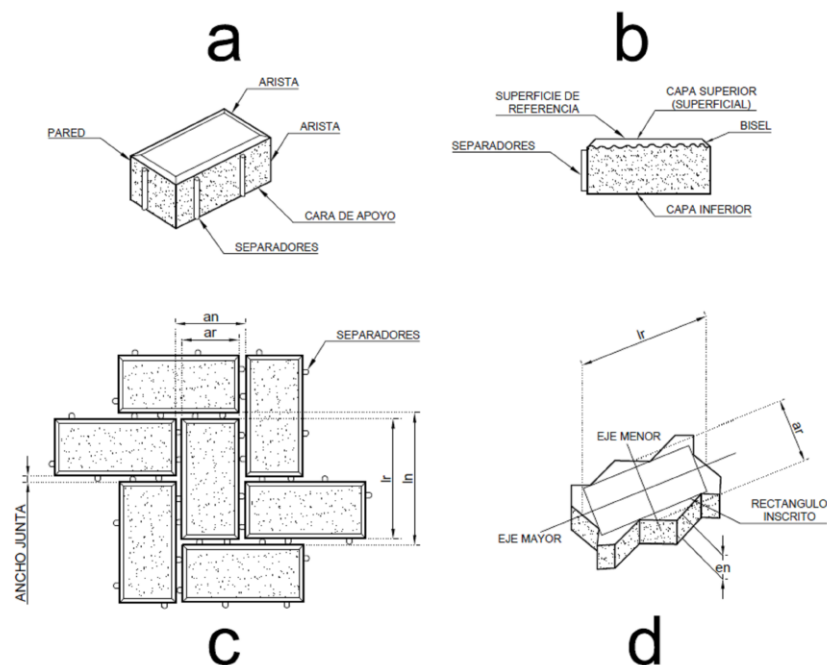 a
ARISTA
PARED
ARISTA
CARA DE APOYO
SEPARADORES
b
SUPERFICIE DE
REFERENCIA
CAPA SUPERIOR
(SUPERFICIAL)
BISEL
SEPARADORES
CAPA INFERIOR
an
ar
SEPARADORES
lr
ln
ANCHO JUNTA
c
lr
ar
EJE MENOR
RECTANGULO
INSCRITO
EJE MAYOR
en
d